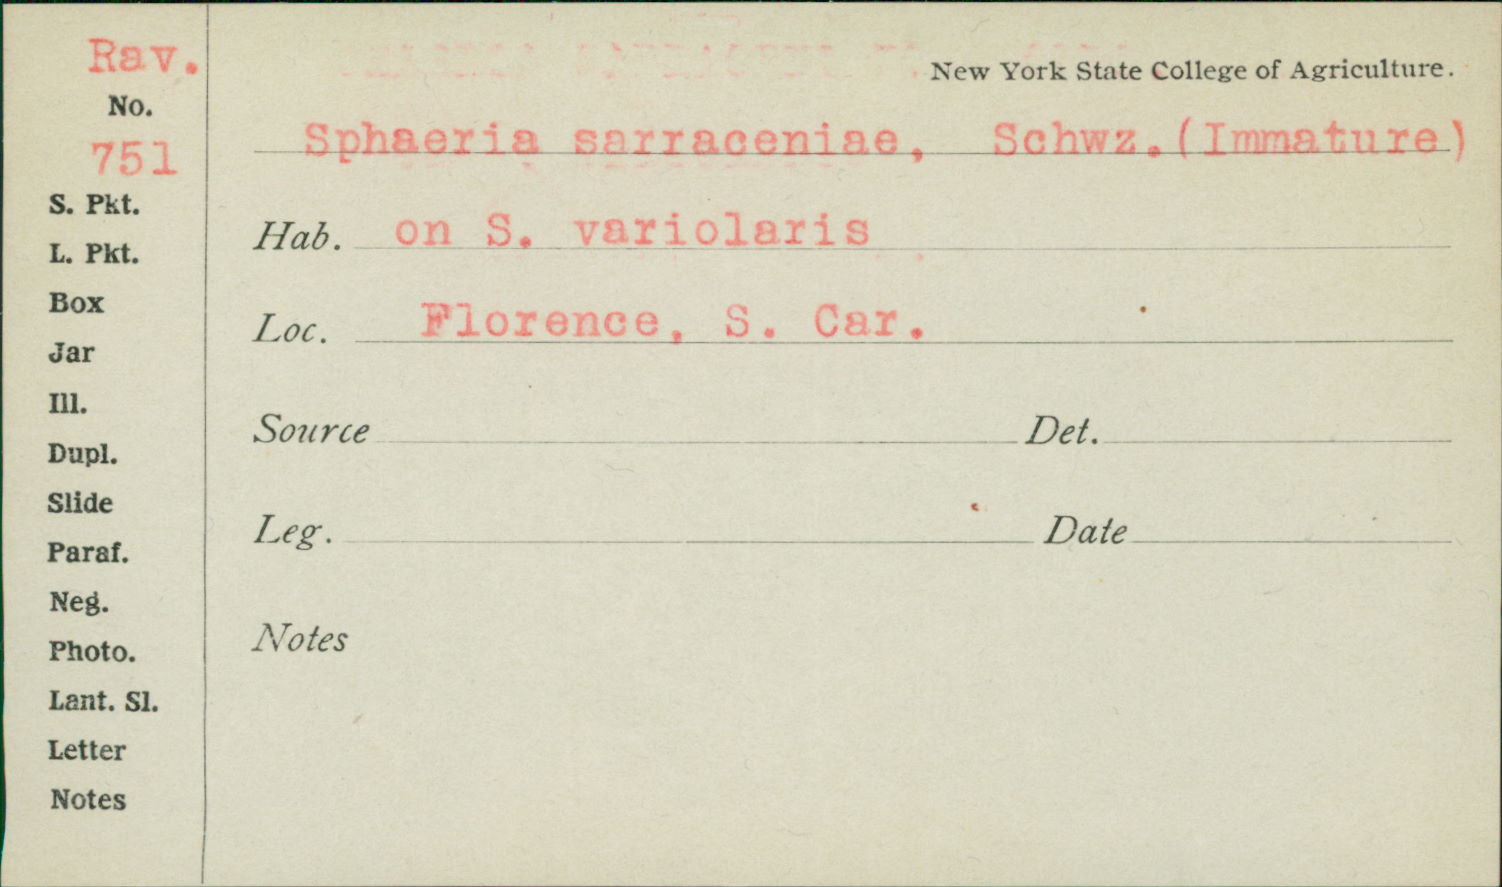 Rav.
No.
751
S. Pkt.
L. Pkt.
Box
Jar
Ill.
Dupl.
Slide
Paraf.
Neg.
Photo.
Lant. Sl.
Letter
Notes
New York State College of Agriculture.
Sphaeria sarraceniae, Schwz.(Immature)
Hab. on S. variolaris
Loc. Florence, S. Car.
Source Det.
Leg. Date
Notes